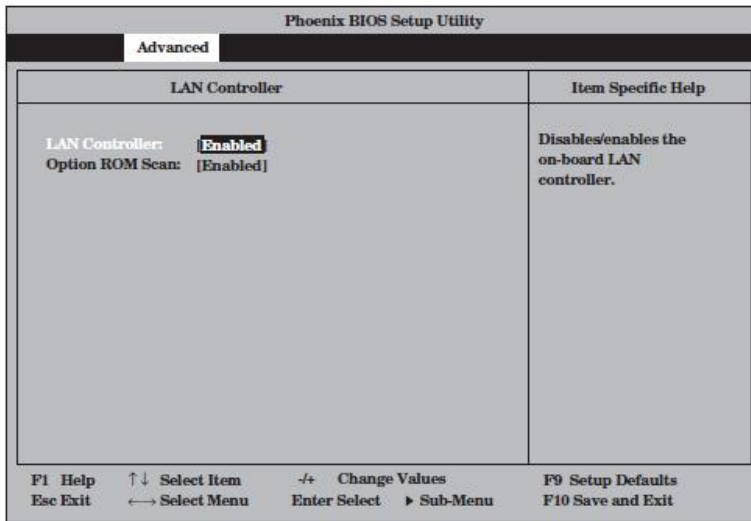 Phoenix BIOS Setup Utility
Advanced
LAN Controller
Item Specific Help
LAN Controller: [Enabled]
Option ROM Scan: [Enabled]
Disables/enables the
on-board LAN
controller.
F1 Help ↑↓ Select Item -/+ Change Values F9 Setup Defaults
Esc Exit ←→ Select Menu Enter Select ▶ Sub-Menu F10 Save and Exit